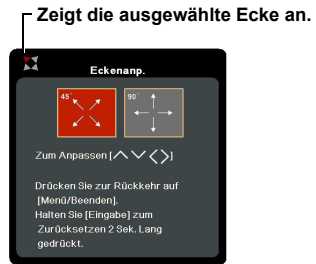 Zeigt die ausgewählte Ecke an.
Eckenanp.
45° 90°
Zum Anpassen [ ]
Drücken Sie zur Rückkehr auf
[Menü/Beenden].
Halten Sie [Eingabe] zum
Zurücksetzen 2 Sek. Lang
gedrückt.